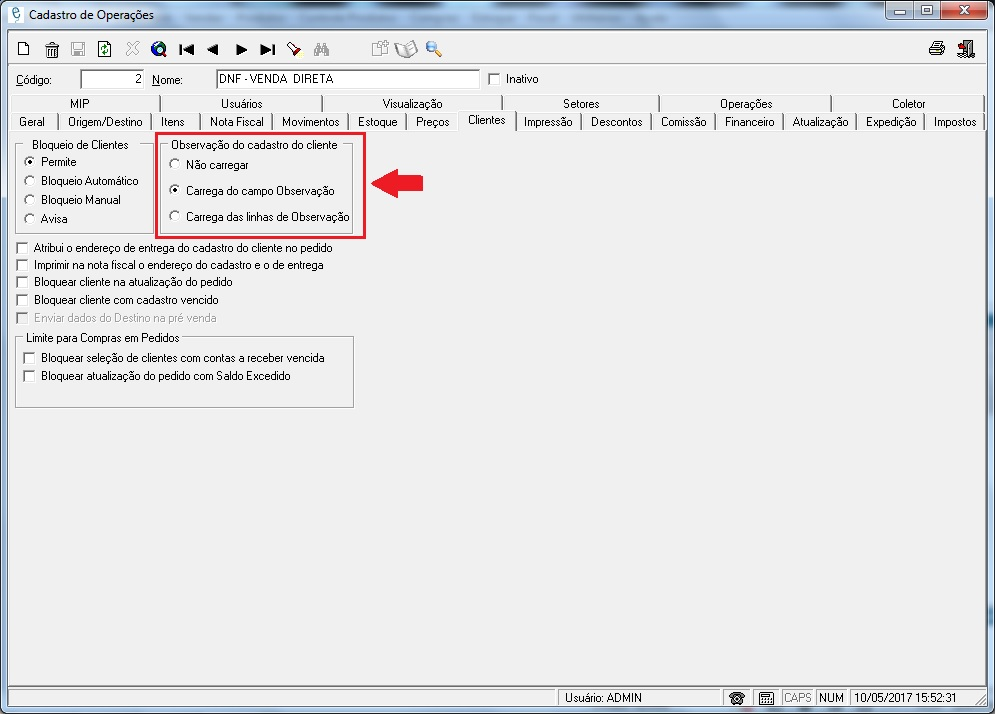 Cadastro de Operações
Código: 2 Nome: DNF - VENDA DIRETA Inativo
MIP Usuários Visualização Setores Operações Coletor
Geral Origem/Destino Itens Nota Fiscal Movimentos Estoque Preços Clientes Impressão Descontos Comissão Financeiro Atualização Expedição Impostos
Bloqueio de Clientes
Permite
Bloqueio Automático
Bloqueio Manual
Avisa
Observação do cadastro do cliente
Não carregar
Carrega do campo Observação
Carrega das linhas de Observação
Atribui o endereço de entrega do cadastro do cliente no pedido
Imprimir na nota fiscal o endereço do cadastro e o de entrega
Bloquear cliente na atualização do pedido
Bloquear cliente com cadastro vencido
Enviar dados do Destino na pré venda
Limite para Compras em Pedidos
Bloquear seleção de clientes com contas a receber vencida
Bloquear atualização do pedido com Saldo Excedido
Usuário: ADMIN CAPS NUM 10/05/2017 15:52:31